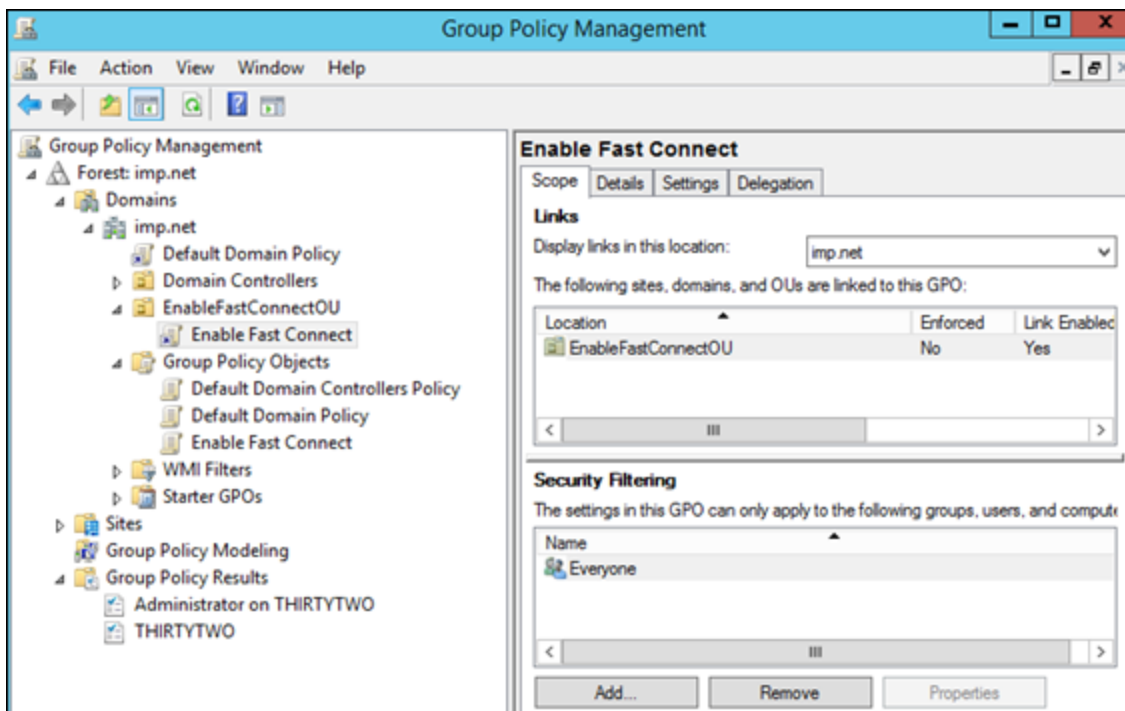 Group Policy Management
File Action View Window Help
Group Policy Management
Forest: imp.net
Domains
imp.net
Default Domain Policy
Domain Controllers
EnableFastConnectOU
Enable Fast Connect
Group Policy Objects
Default Domain Controllers Policy
Default Domain Policy
Enable Fast Connect
WMI Filters
Starter GPOs
Sites
Group Policy Modeling
Group Policy Results
Administrator on THIRTYTWO
THIRTYTWO
Enable Fast Connect
Scope Details Settings Delegation
Links
Display links in this location: imp.net
The following sites, domains, and OUs are linked to this GPO:
Location Enforced Link Enabled
EnableFastConnectOU No Yes
Security Filtering
The settings in this GPO can only apply to the following groups, users, and compute
Name
Everyone
Add... Remove Properties